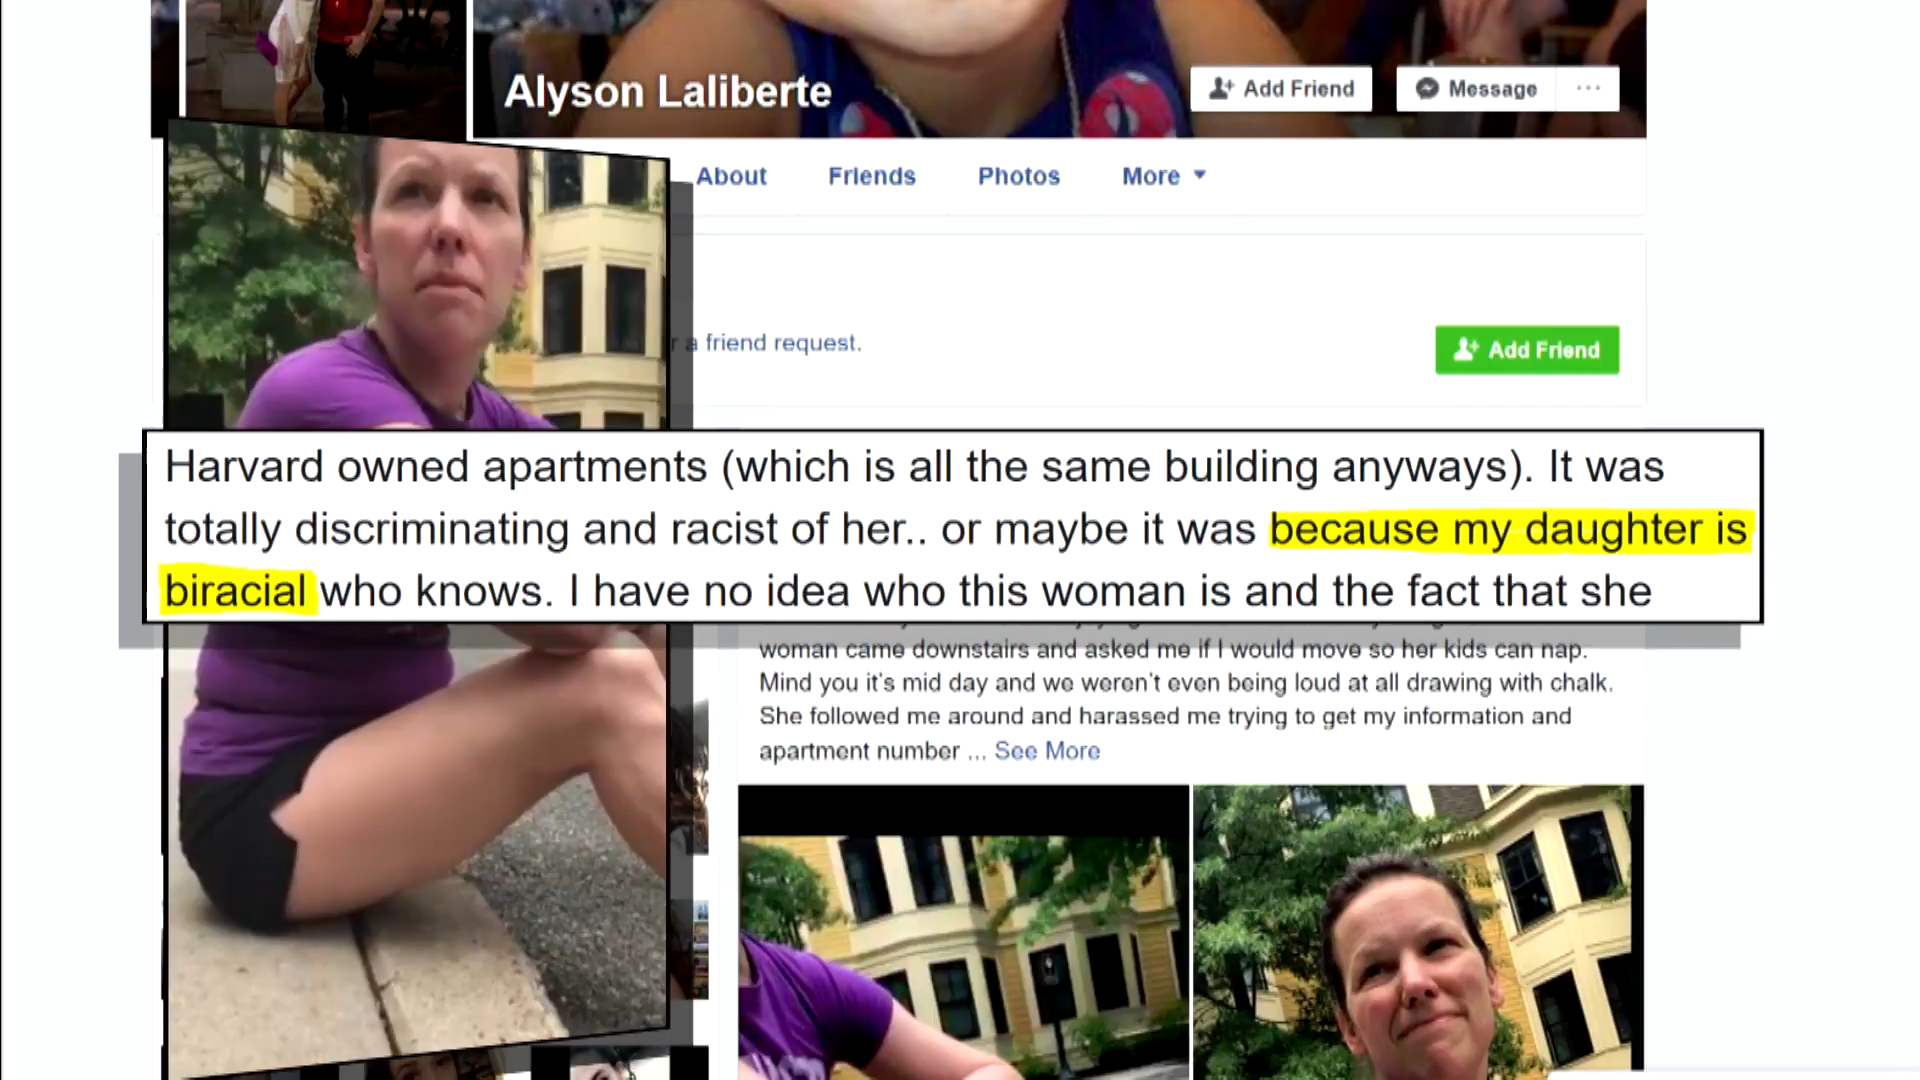 Alyson Laliberte
Add Friend
Message
About
Friends
Photos
More
a friend request.
Add Friend
Harvard owned apartments (which is all the same building anyways). It was
totally discriminating and racist of her.. or maybe it was because my daughter is
biracial who knows. I have no idea who this woman is and the fact that she
woman came downstairs and asked me if I would move so her kids can nap.
Mind you it's mid day and we weren't even being loud at all drawing with chalk.
She followed me around and harassed me trying to get my information and
apartment number ... See More